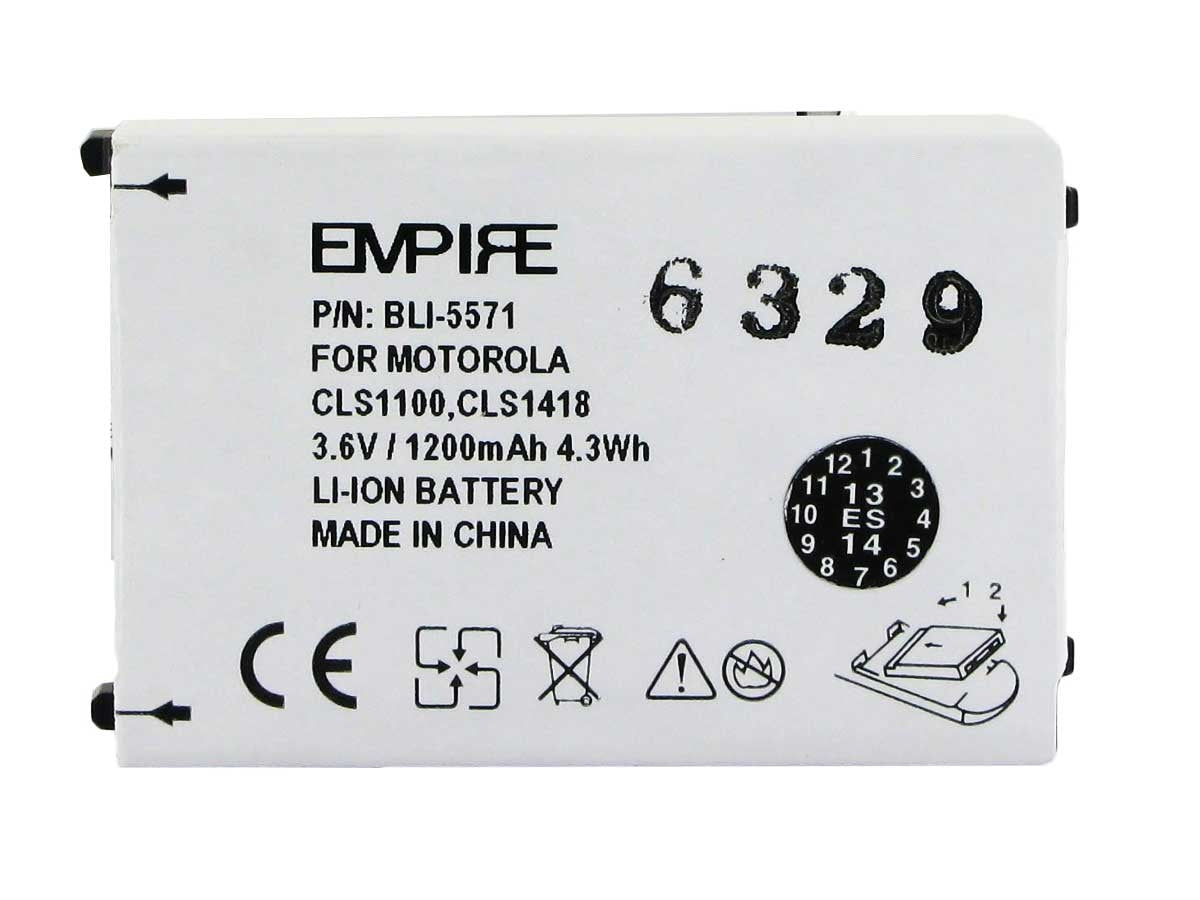 EMPIRE
P/N: BLI-5571
FOR MOTOROLA
CLS1100,CLS1418
3.6V / 1200mAh 4.3Wh
LI-ION BATTERY
MADE IN CHINA
6329
12 1 2 3 4 5 6 7 8 9 10 11
13
ES
14
CE
1 2